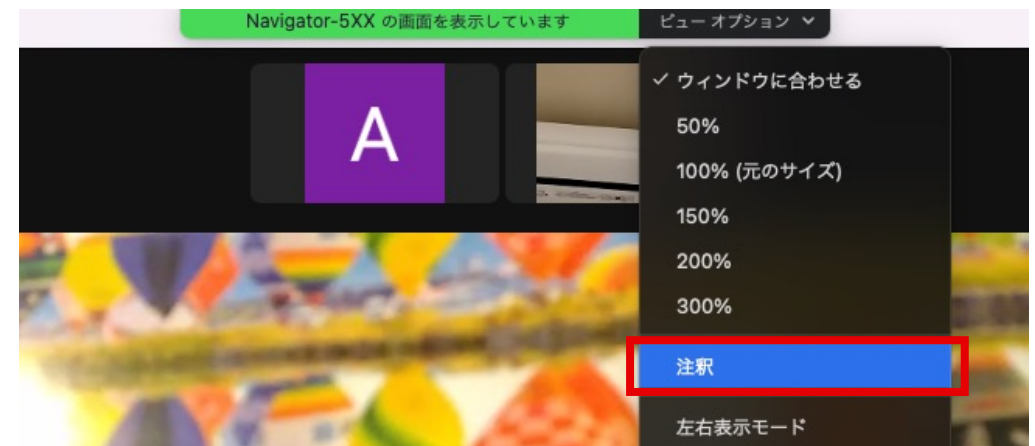 Navigator-5XX の画面を表示しています
ビュー オプション
A
✓ ウィンドウに合わせる
50%
100% (元のサイズ)
150%
200%
300%
注釈
左右表示モード